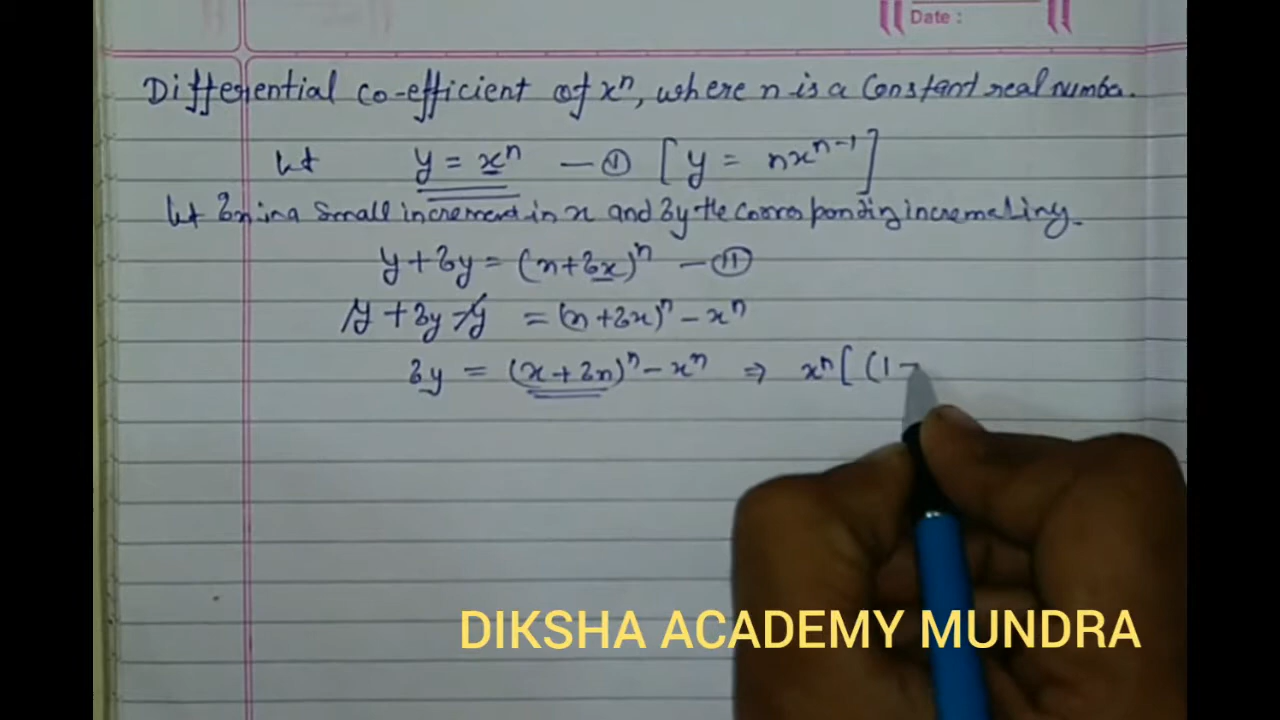 Date :
Differential co-efficient of xⁿ, where n is a constant real number.
let y = xⁿ — ① [y = nxⁿ⁻¹]
let δx in a small increment in x and δy the corresponding increment in y.
y + δy = (x + δx)ⁿ — ⑪
y + δy - y = (x + δx)ⁿ - xⁿ
δy = (x + δx)ⁿ - xⁿ ⇒ xⁿ [ (1
DIKSHA ACADEMY MUNDRA